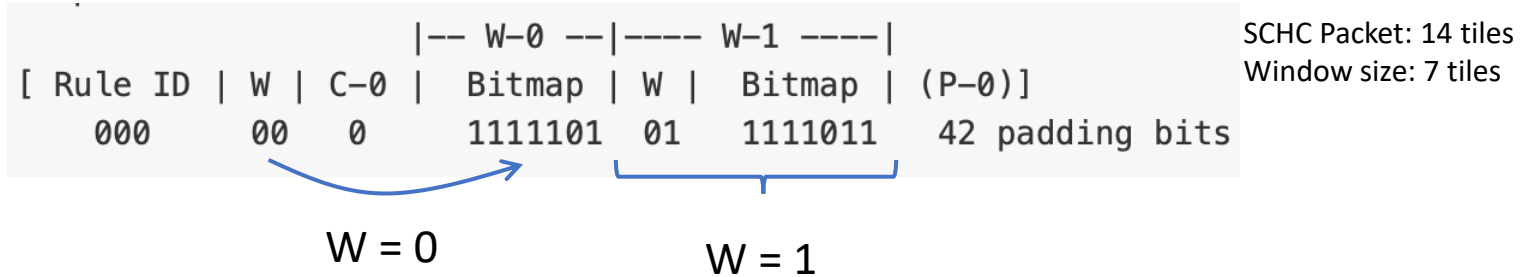 |-- W-0 --|---- W-1 ----|
[ Rule ID | W | C-0 | Bitmap | W | Bitmap | (P-0)]
000 00 0 1111101 01 1111011 42 padding bits
SCHC Packet: 14 tiles
Window size: 7 tiles
W = 0
W = 1